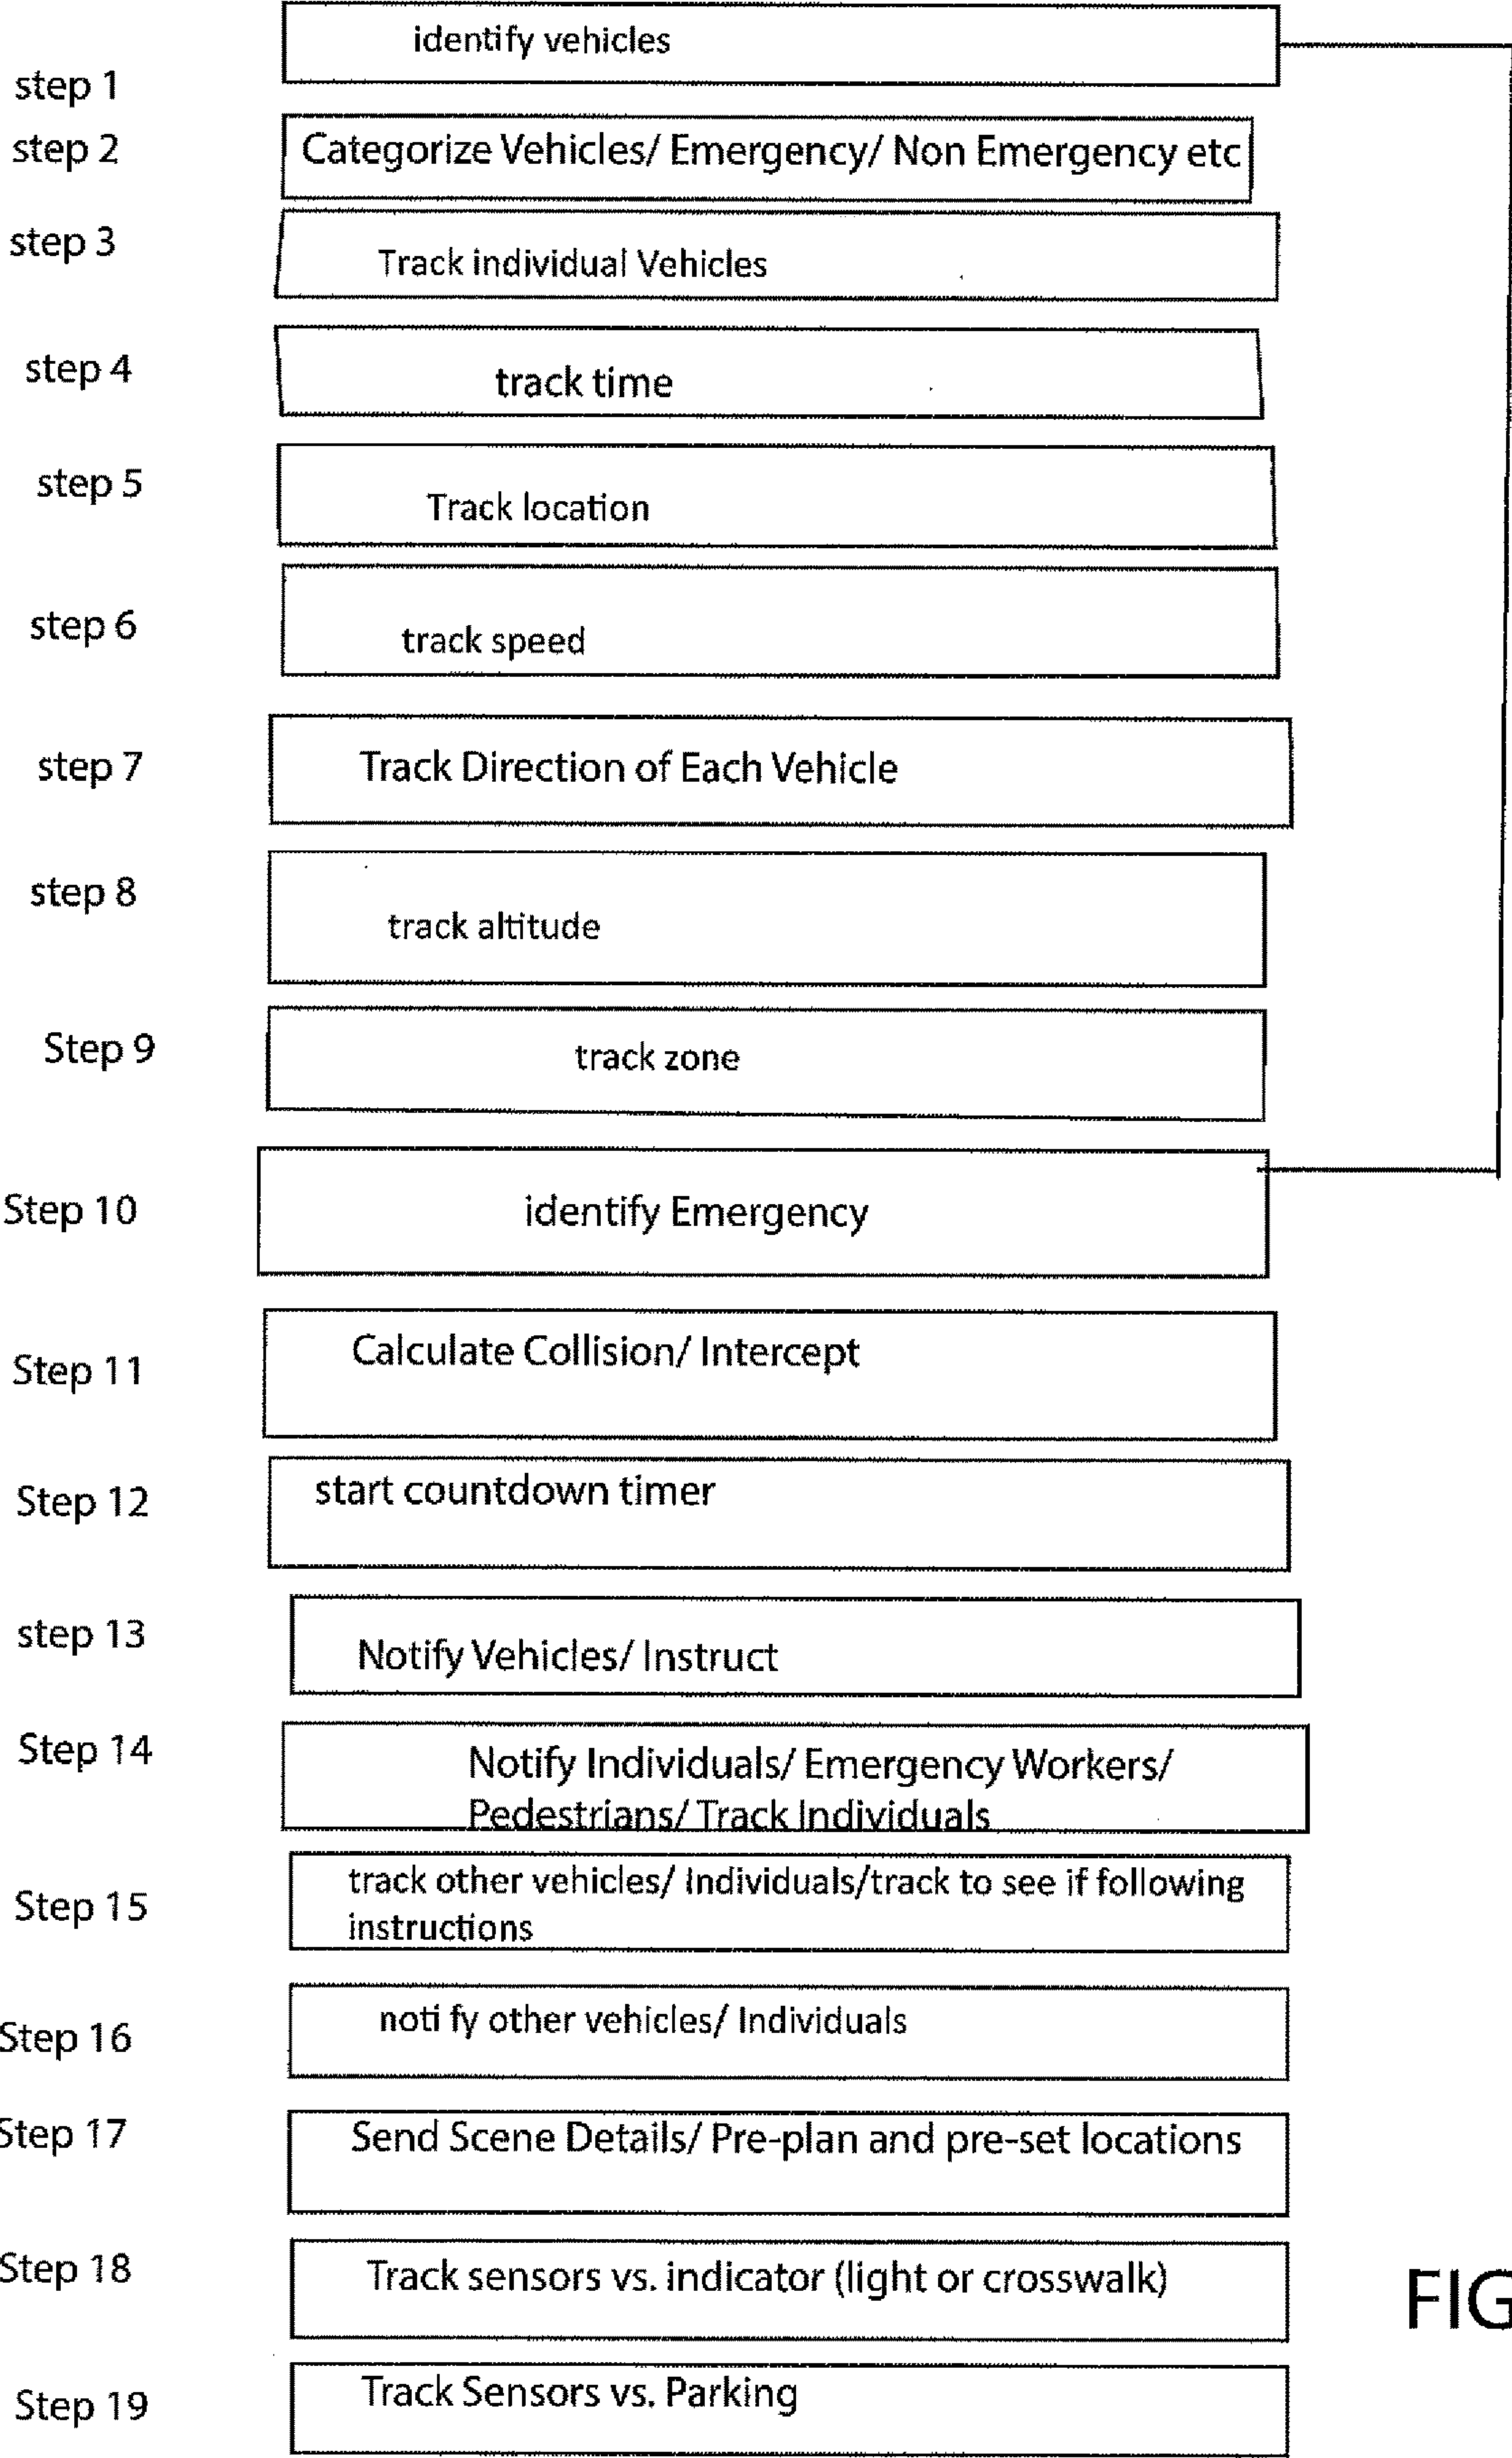 identify vehicles
step 1
step 2
Categorize Vehicles/ Emergency/ Non Emergency etc
step 3
Track individual Vehicles
step 4
track time
step 5
Track location
step 6
track speed
step 7
Track Direction of Each Vehicle
step 8
track altitude
Step 9
track zone
Step 10
identify Emergency
Step 11
Calculate Collision/ Intercept
Step 12
start countdown timer
step 13
Notify Vehicles/ Instruct
Step 14
Notify Individuals/ Emergency Workers/
Pedestrians/ Track Individuals
Step 15
track other vehicles/ Individuals/track to see if following
instructions
Step 16
noti fy other vehicles/ Individuals
Step 17
Send Scene Details/ Pre-plan and pre-set locations
Step 18
Track sensors vs. indicator (light or crosswalk)
FIG
Step 19
Track Sensors vs. Parking